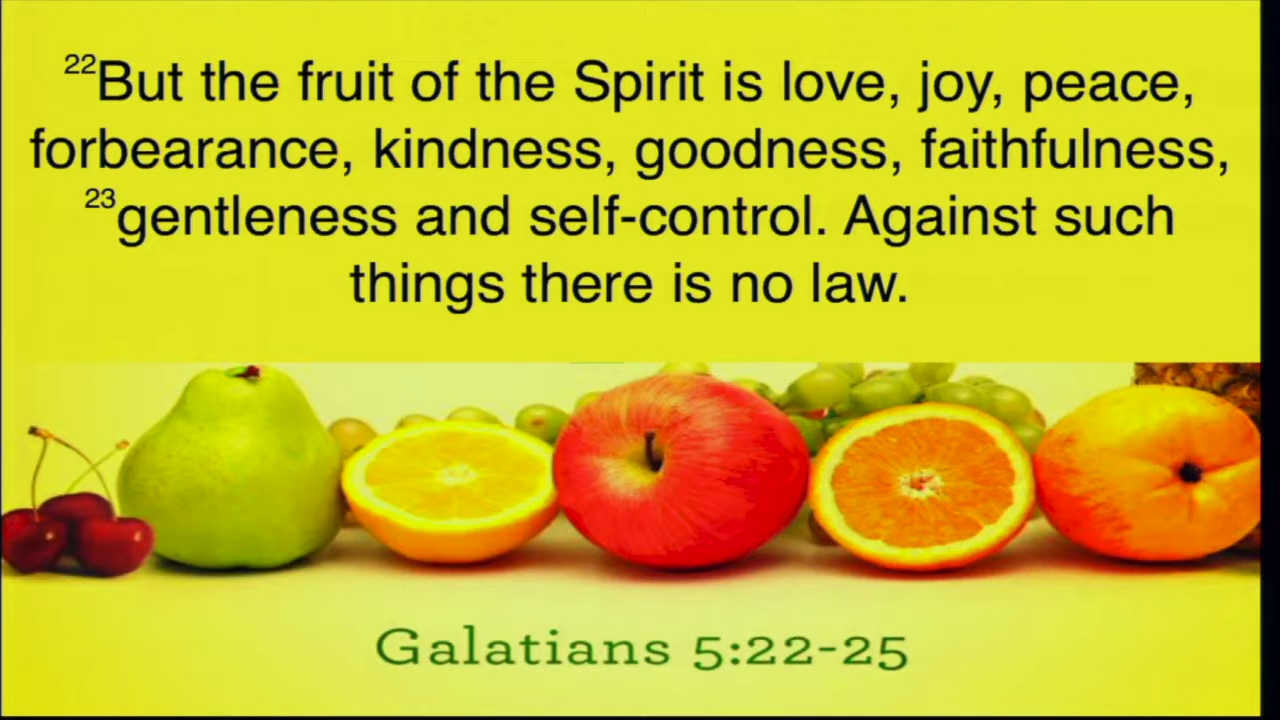 22But the fruit of the Spirit is love, joy, peace,
forbearance, kindness, goodness, faithfulness,
23gentleness and self-control. Against such
things there is no law.
Galatians 5:22-25